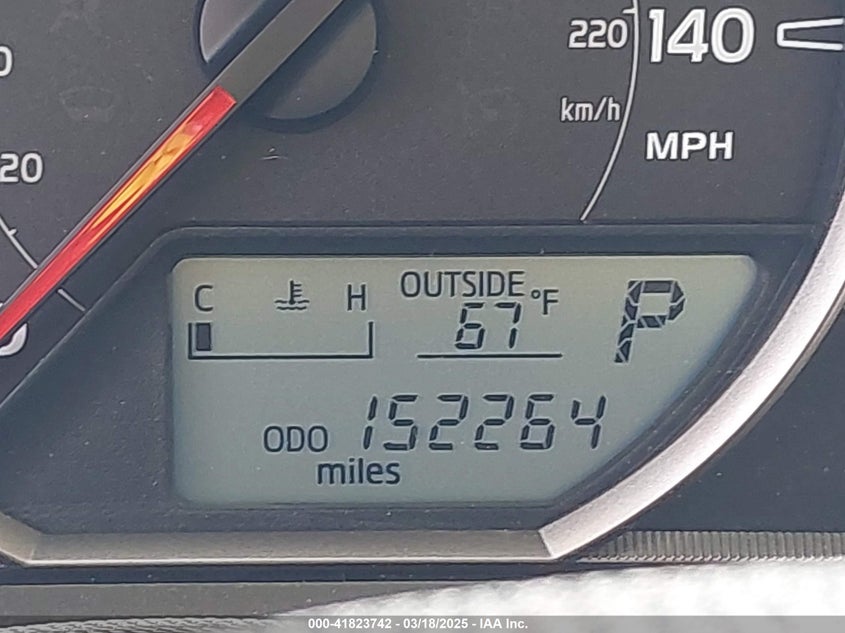 220 140
km/h
20
MPH
C H OUTSIDE °F
67
P
ODO 152264
miles
000-41823742 - 03/18/2025 - IAA Inc.